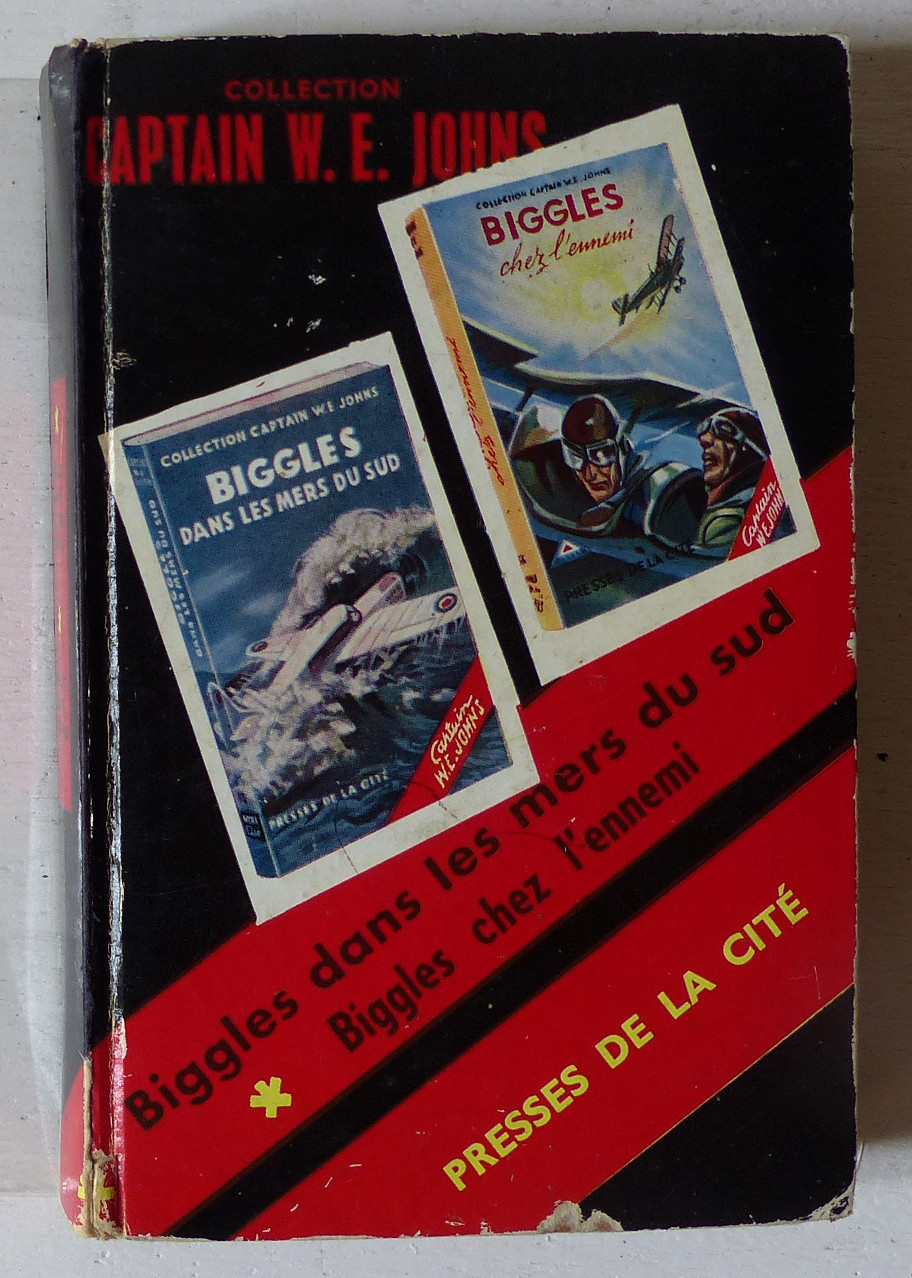 COLLECTION
CAPTAIN W. E. JOHNS
COLLECTION CAPTAIN W.E. JOHNS
BIGGLES
chez l'ennemi
Captain
W.E. JOHNS
PRESSES DE LA CITÉ
COLLECTION CAPTAIN W.E. JOHNS
BIGGLES
DANS LES MERS DU SUD
Captain
W.E. JOHNS
PRESSES DE LA CITÉ
Biggles dans les mers du sud
Biggles chez l'ennemi
PRESSES DE LA CITÉ